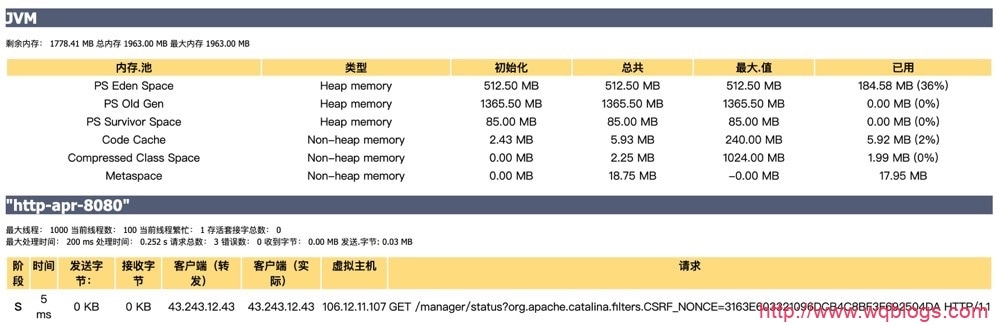 JVM
剩余内存： 1778.41 MB 总内存 1963.00 MB 最大内存 1963.00 MB
内存.池 类型 初始化 总共 最大.值 已用
PS Eden Space Heap memory 512.50 MB 512.50 MB 512.50 MB 184.58 MB (36%)
PS Old Gen Heap memory 1365.50 MB 1365.50 MB 1365.50 MB 0.00 MB (0%)
PS Survivor Space Heap memory 85.00 MB 85.00 MB 85.00 MB 0.00 MB (0%)
Code Cache Non-heap memory 2.43 MB 5.93 MB 240.00 MB 5.92 MB (2%)
Compressed Class Space Non-heap memory 0.00 MB 2.25 MB 1024.00 MB 1.99 MB (0%)
Metaspace Non-heap memory 0.00 MB 18.75 MB -0.00 MB 17.95 MB
"http-apr-8080"
最大线程： 1000 当前线程数： 100 当前线程繁忙： 1 存活套接字总数： 0
最大处理时间： 200 ms 处理时间： 0.252 s 请求总数： 3 错误数： 0 收到字节： 0.00 MB 发送.字节: 0.03 MB
阶段 时间 发送字节： 接收字节 客户端（转发） 客户端（实际） 虚拟主机 请求
S 5 ms 0 KB 0 KB 43.243.12.43 43.243.12.43 106.12.11.107 GET /manager/status?org.apache.catalina.filters.CSRF_NONCE=3163E603321096DCB4C8BF3F692504DA HTTP/1.1
http://www.wqblogs.com